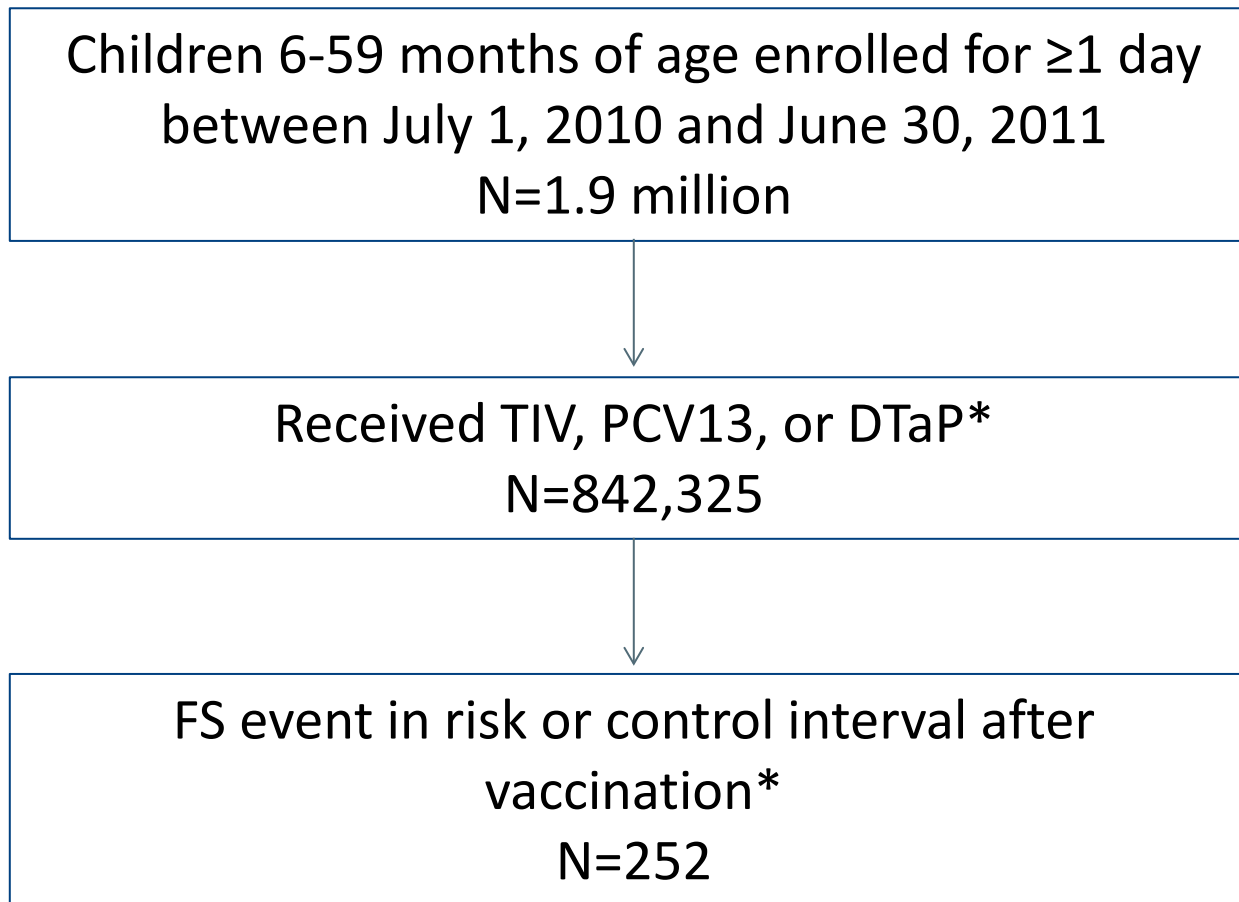 Children 6-59 months of age enrolled for ≥1 day
between July 1, 2010 and June 30, 2011
N=1.9 million
Received TIV, PCV13, or DTaP*
N=842,325
FS event in risk or control interval after
vaccination*
N=252